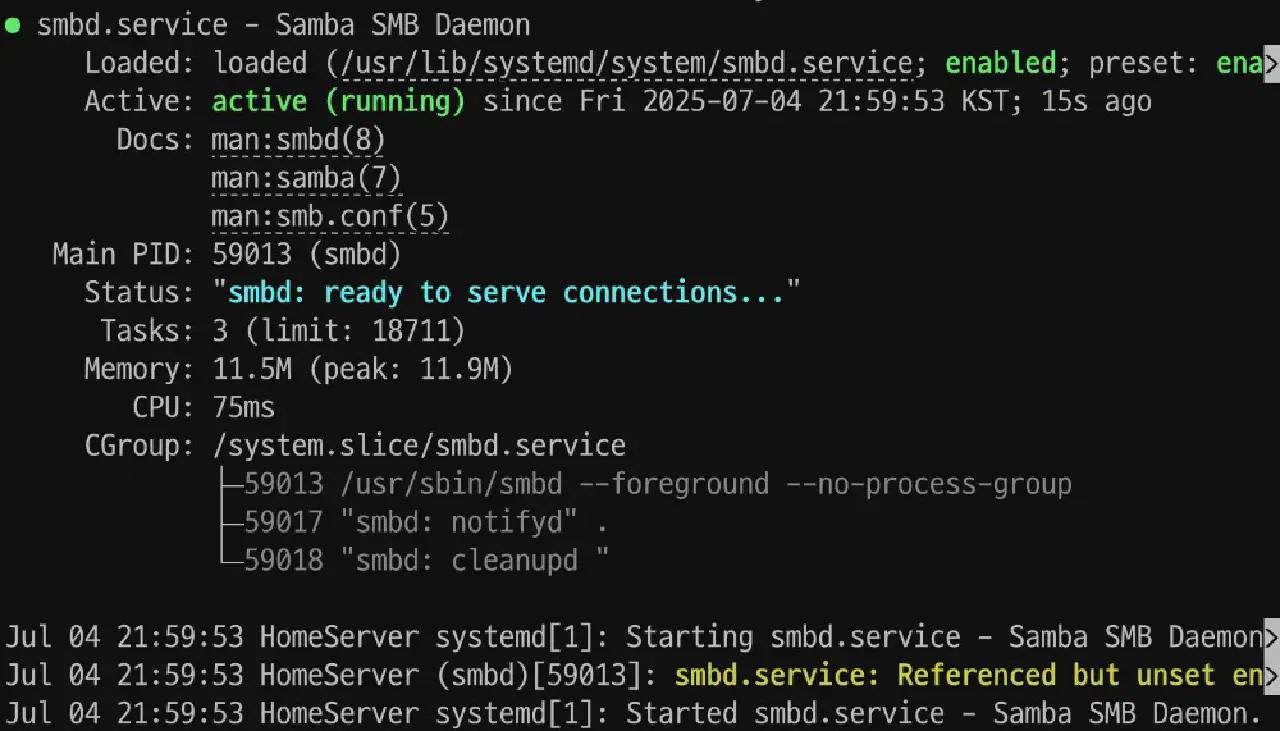 ● smbd.service - Samba SMB Daemon
Loaded: loaded (/usr/lib/systemd/system/smbd.service; enabled; preset: ena>
Active: active (running) since Fri 2025-07-04 21:59:53 KST; 15s ago
Docs: man:smbd(8)
man:samba(7)
man:smb.conf(5)
Main PID: 59013 (smbd)
Status: "smbd: ready to serve connections..."
Tasks: 3 (limit: 18711)
Memory: 11.5M (peak: 11.9M)
CPU: 75ms
CGroup: /system.slice/smbd.service
├─59013 /usr/sbin/smbd --foreground --no-process-group
├─59017 "smbd: notifyd" .
└─59018 "smbd: cleanupd "
Jul 04 21:59:53 HomeServer systemd[1]: Starting smbd.service - Samba SMB Daemon>
Jul 04 21:59:53 HomeServer (smbd)[59013]: smbd.service: Referenced but unset en>
Jul 04 21:59:53 HomeServer systemd[1]: Started smbd.service - Samba SMB Daemon.